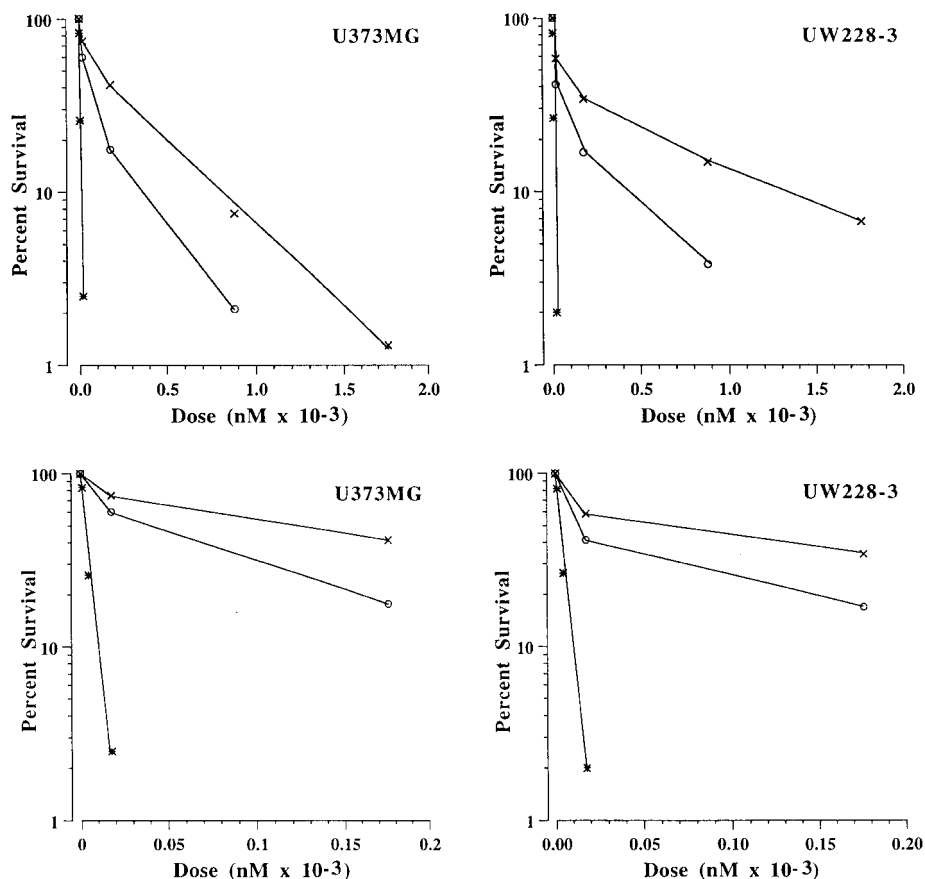 U373MG
100
10
1
Percent Survival
0.0 0.5 1.0 1.5 2.0
Dose (nM x 10-3)
UW228-3
100
10
1
Percent Survival
0.0 0.5 1.0 1.5 2.0
Dose (nM x 10-3)
U373MG
100
10
1
Percent Survival
0 0.05 0.1 0.15 0.2
Dose (nM x 10-3)
UW228-3
100
10
1
Percent Survival
0.00 0.05 0.10 0.15 0.20
Dose (nM x 10-3)